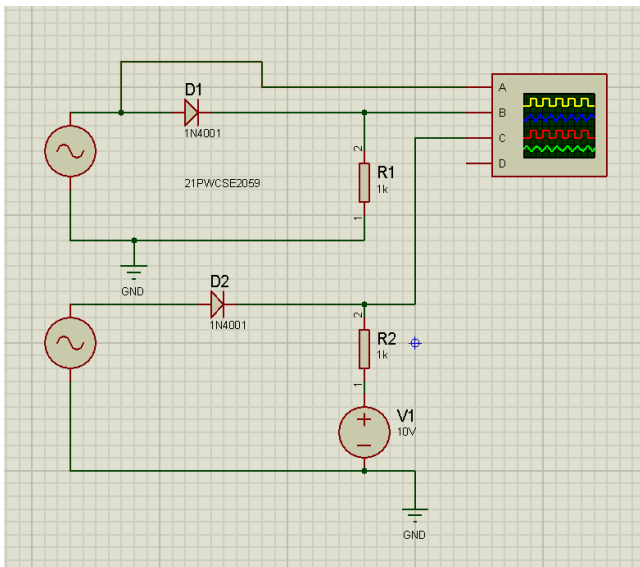 D1
1N4001
21PWCSE2059
2
R1
1k
1
GND
A
B
C
D
D2
1N4001
2
R2
1k
1
V1
10V
GND